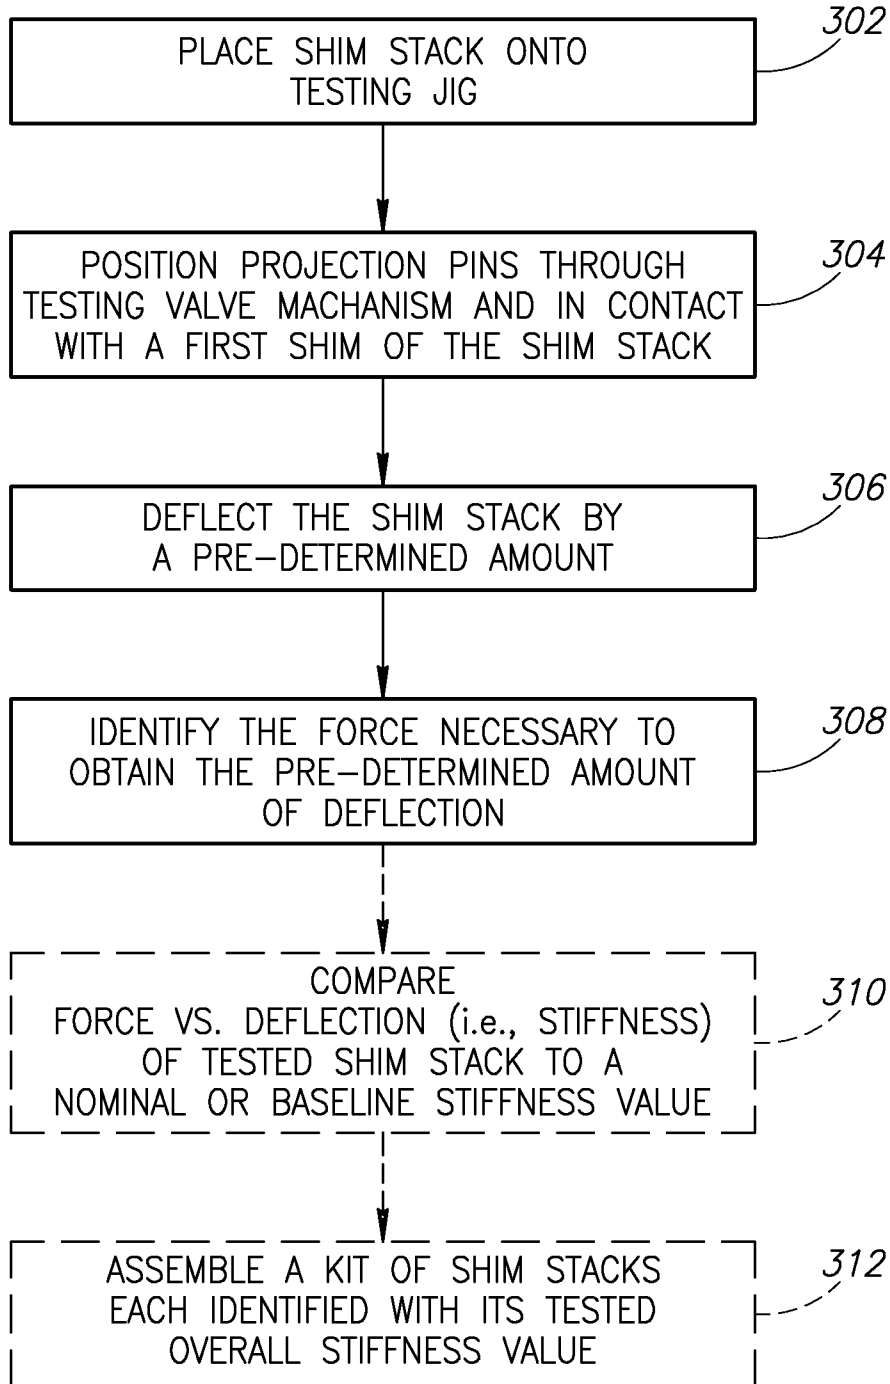 302
PLACE SHIM STACK ONTO
TESTING JIG
304
POSITION PROJECTION PINS THROUGH
TESTING VALVE MACHANISM AND IN CONTACT
WITH A FIRST SHIM OF THE SHIM STACK
306
DEFLECT THE SHIM STACK BY
A PRE-DETERMINED AMOUNT
308
IDENTIFY THE FORCE NECESSARY TO
OBTAIN THE PRE-DETERMINED AMOUNT
OF DEFLECTION
310
COMPARE
FORCE VS. DEFLECTION (i.e., STIFFNESS)
OF TESTED SHIM STACK TO A
NOMINAL OR BASELINE STIFFNESS VALUE
312
ASSEMBLE A KIT OF SHIM STACKS
EACH IDENTIFIED WITH ITS TESTED
OVERALL STIFFNESS VALUE